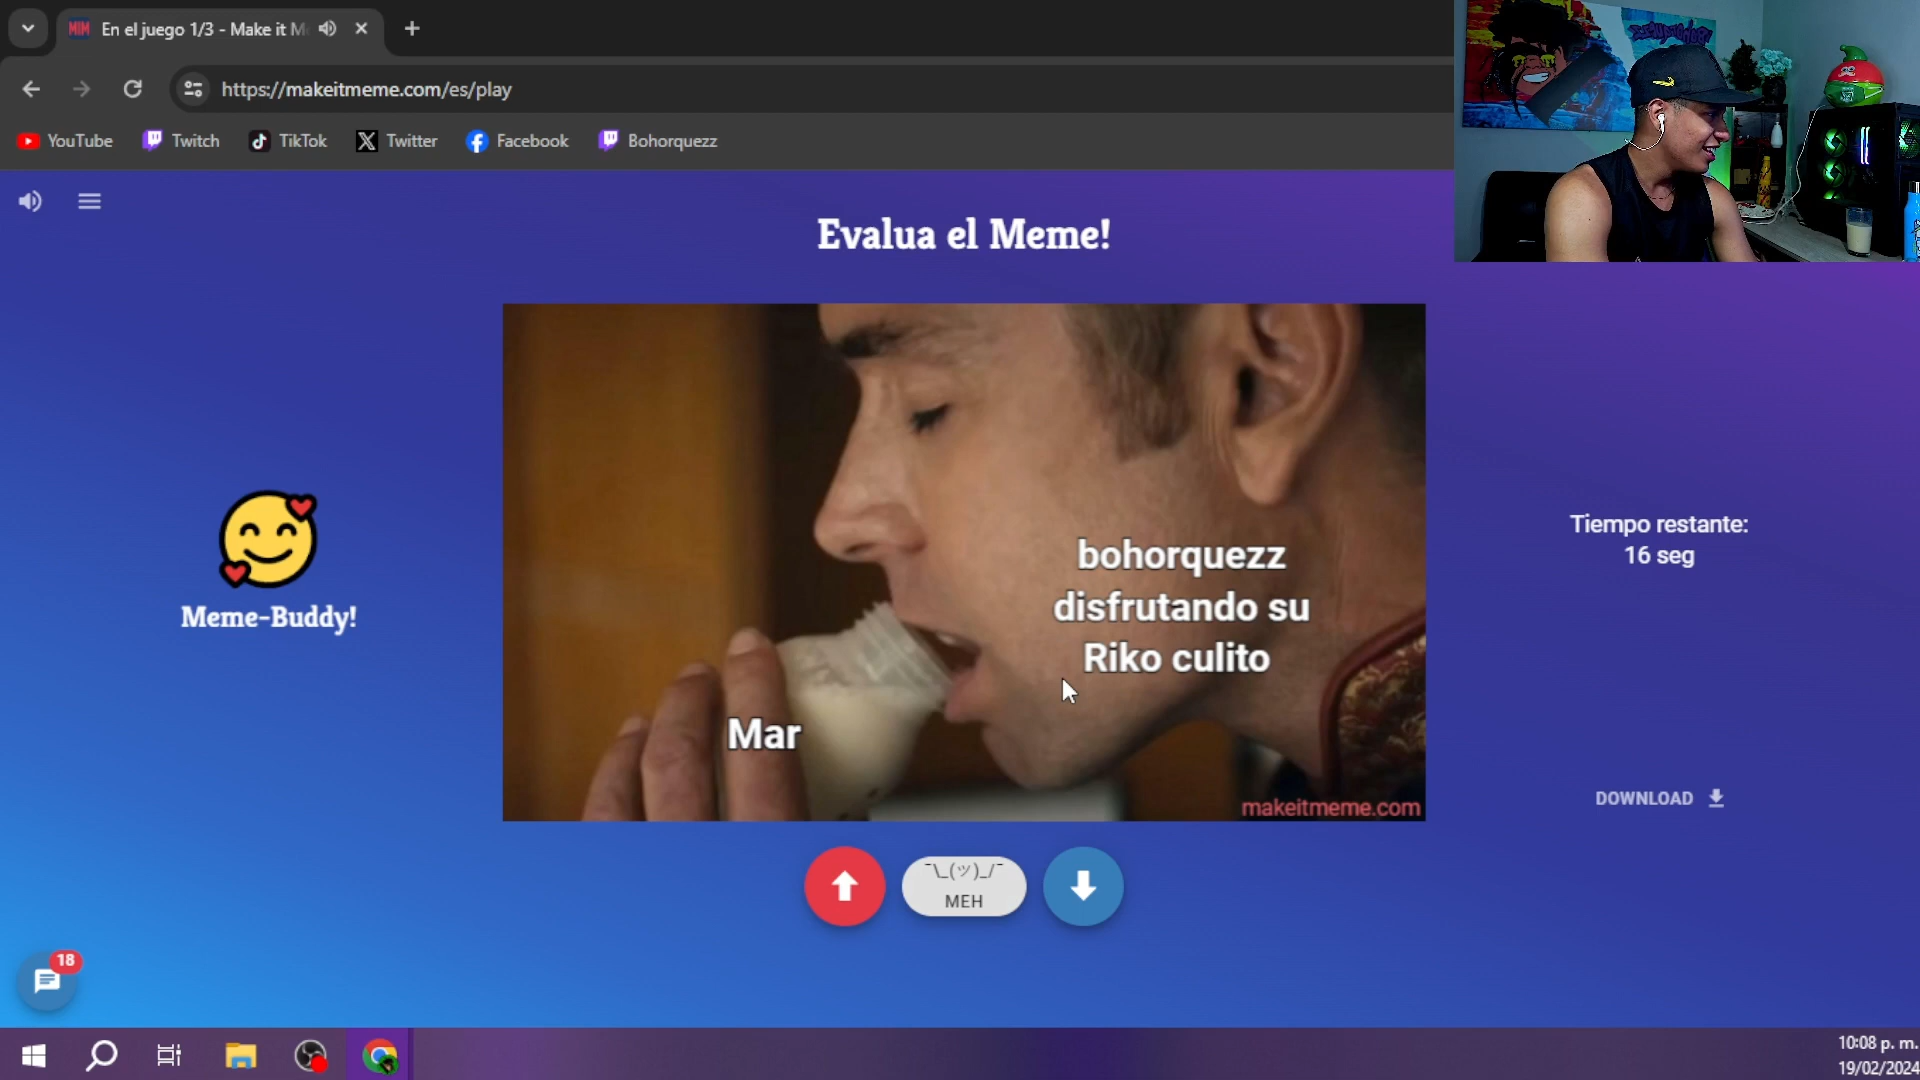 MIM
En el juego 1/3 - Make it M
https://makeitmeme.com/es/play
YouTube
Twitch
TikTok
Twitter
Facebook
Bohorquezz
Evalua el Meme!
Meme-Buddy!
bohorquezz
disfrutando su
Riko culito
Mar
makeitmeme.com
Tiempo restante:
16 seg
DOWNLOAD
¯\_(ツ)_/¯
MEH
18
10:08 p. m.
19/02/2024